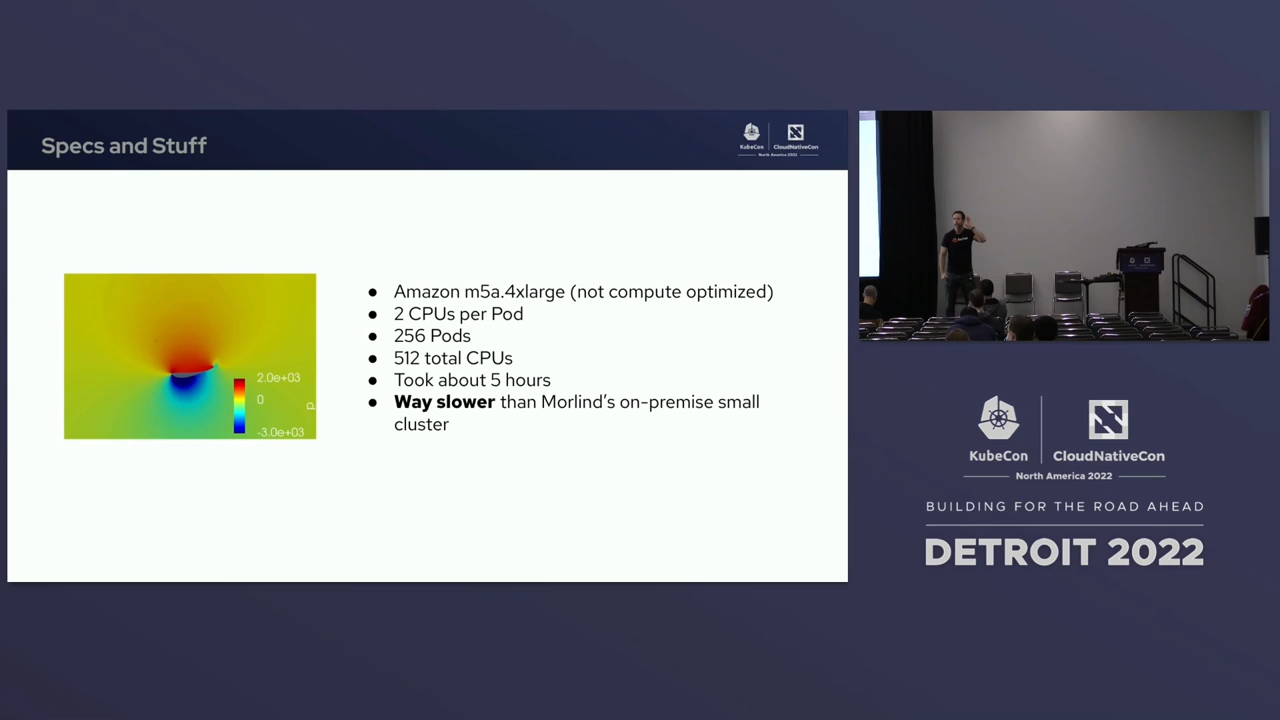 Specs and Stuff
KubeCon
CloudNativeCon
North America 2022
2.0e+03
0
-3.0e+03
p
● Amazon m5a.4xlarge (not compute optimized)
● 2 CPUs per Pod
● 256 Pods
● 512 total CPUs
● Took about 5 hours
● Way slower than Morlind's on-premise small
cluster
KubeCon
CloudNativeCon
North America 2022
BUILDING FOR THE ROAD AHEAD
DETROIT 2022